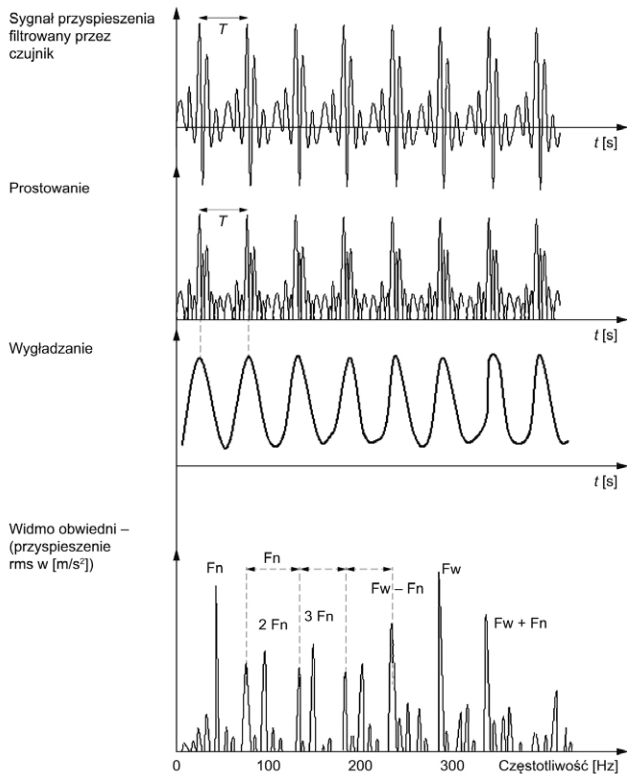 Sygnał przyspieszenia
filtrowany przez
czujnik
T
t [s]
Prostowanie
T
t [s]
Wygładzanie
t [s]
Widmo obwiedni –
(przyspieszenie
rms w [m/s²])
Fn
Fn
2 Fn
3 Fn
Fw – Fn
Fw
Fw + Fn
0
100
200
300
Częstotliwość [Hz]